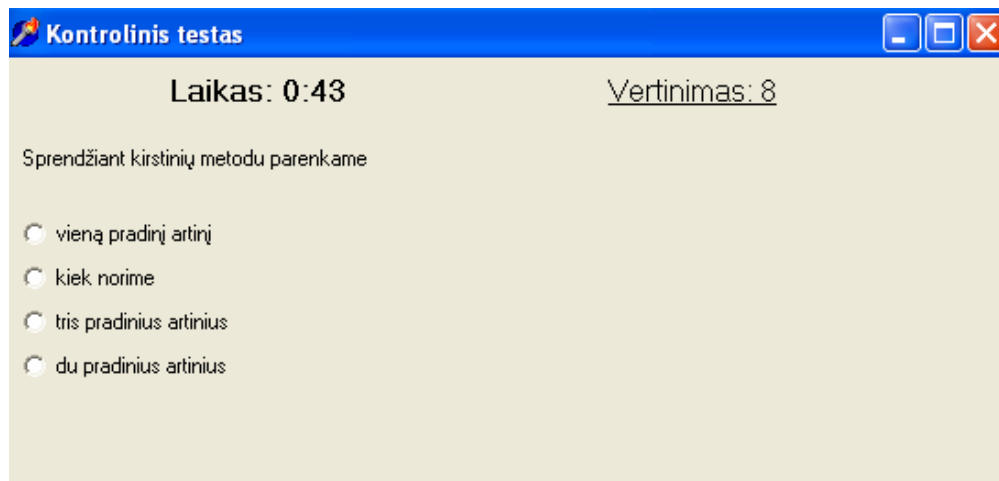 Kontrolinis testas
Laikas: 0:43 Vertinimas: 8
Sprendžiant kirstinių metodu parenkame
vieną pradinį artinį
kiek norime
tris pradinius artinius
du pradinius artinius